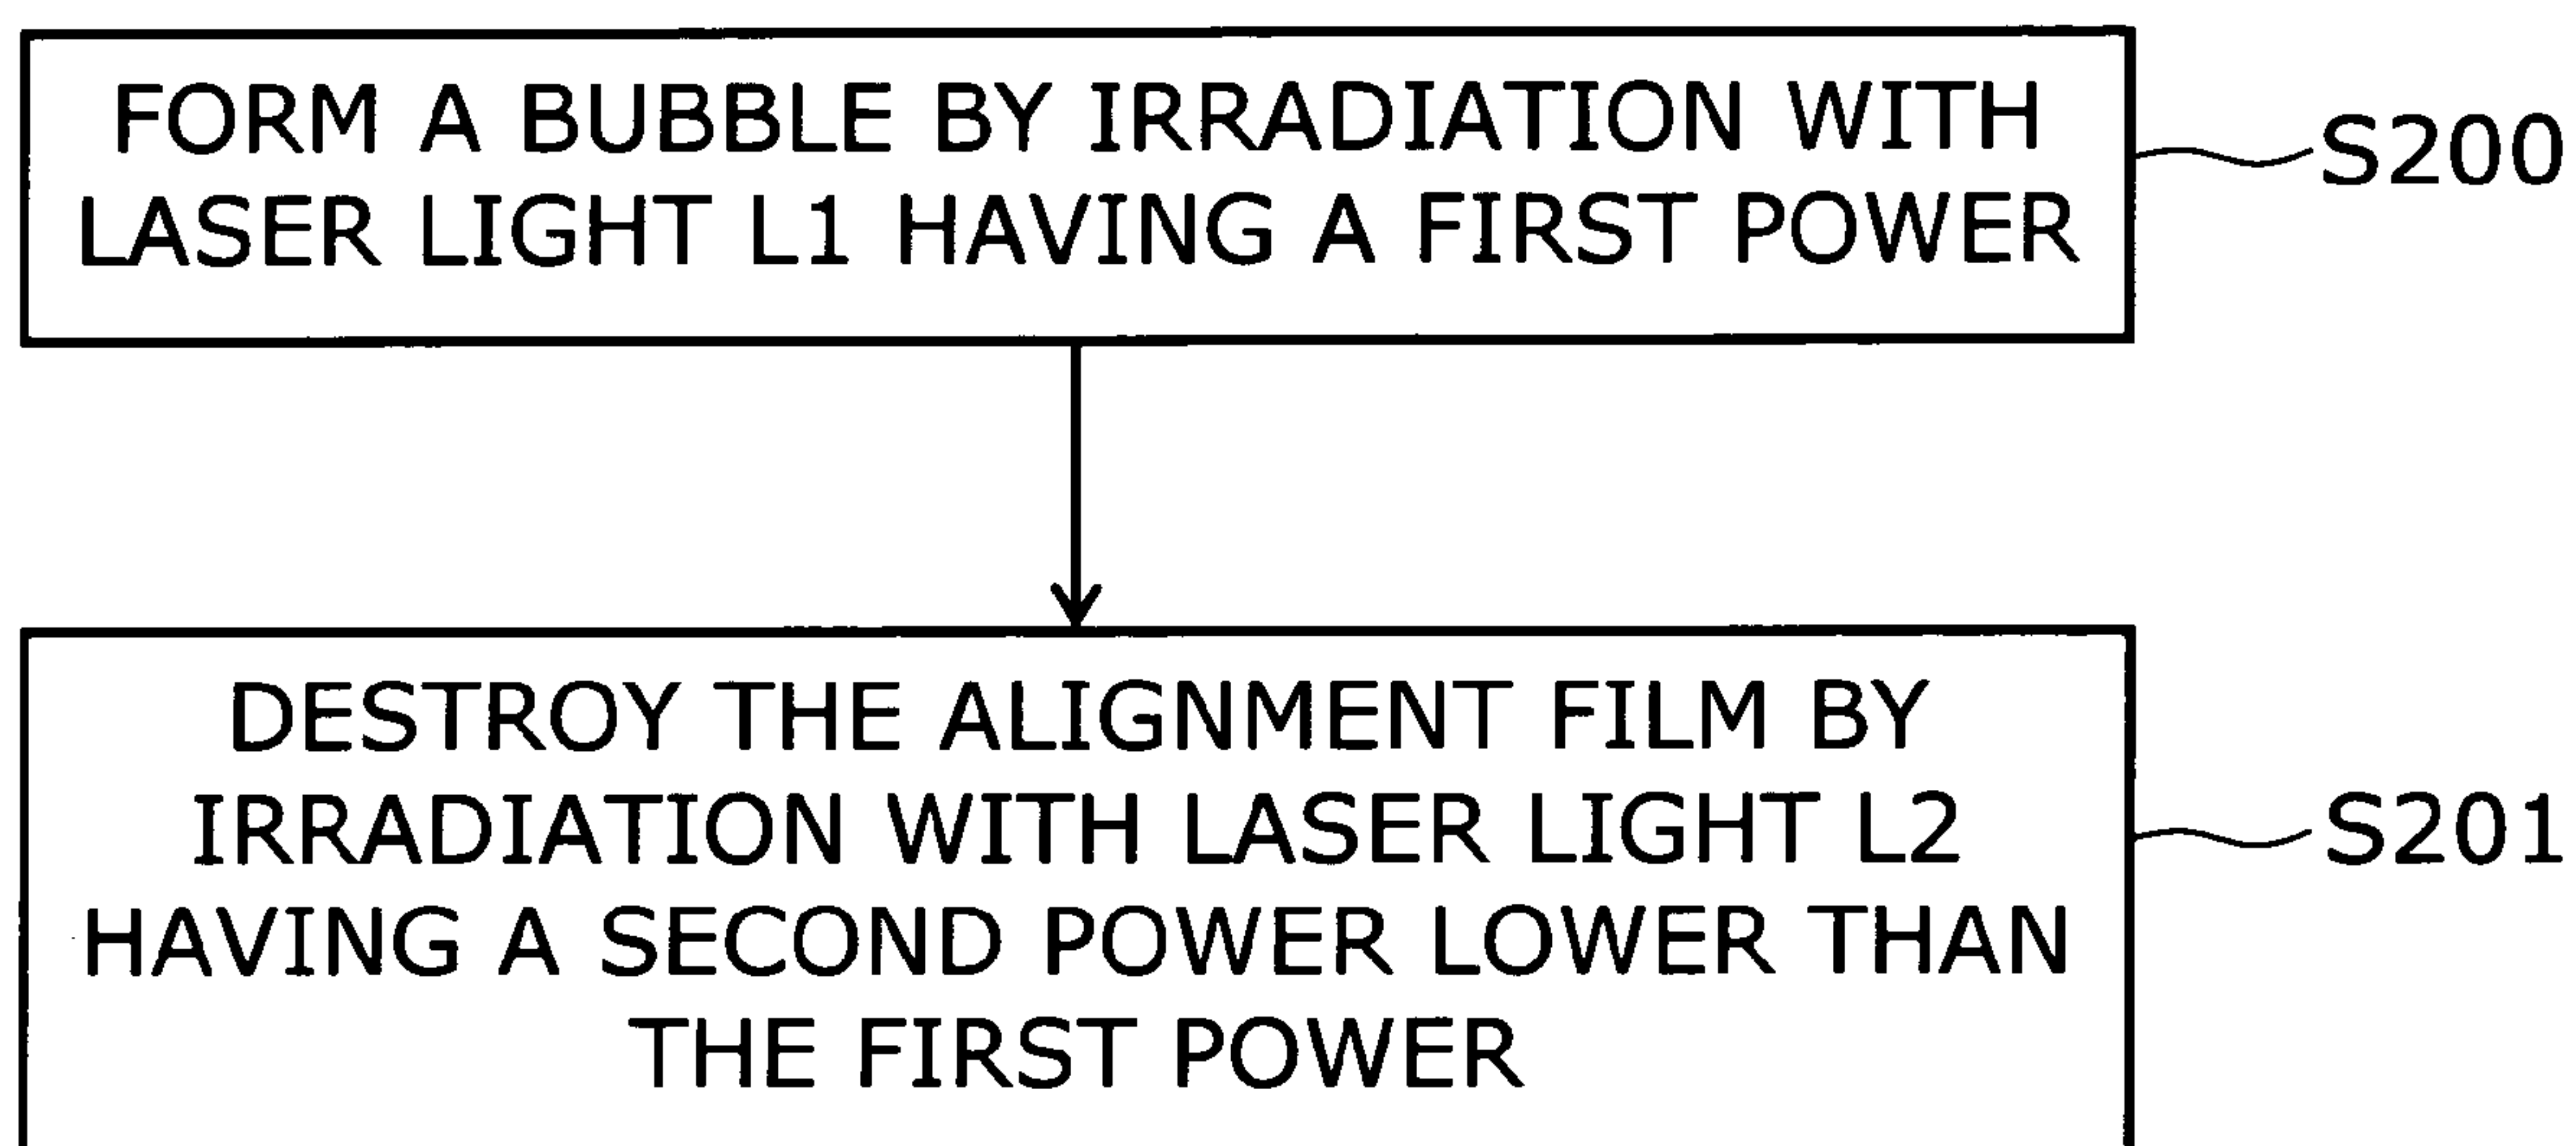 FORM A BUBBLE BY IRRADIATION WITH
LASER LIGHT L1 HAVING A FIRST POWER
S200
DESTROY THE ALIGNMENT FILM BY
IRRADIATION WITH LASER LIGHT L2
HAVING A SECOND POWER LOWER THAN
THE FIRST POWER
S201